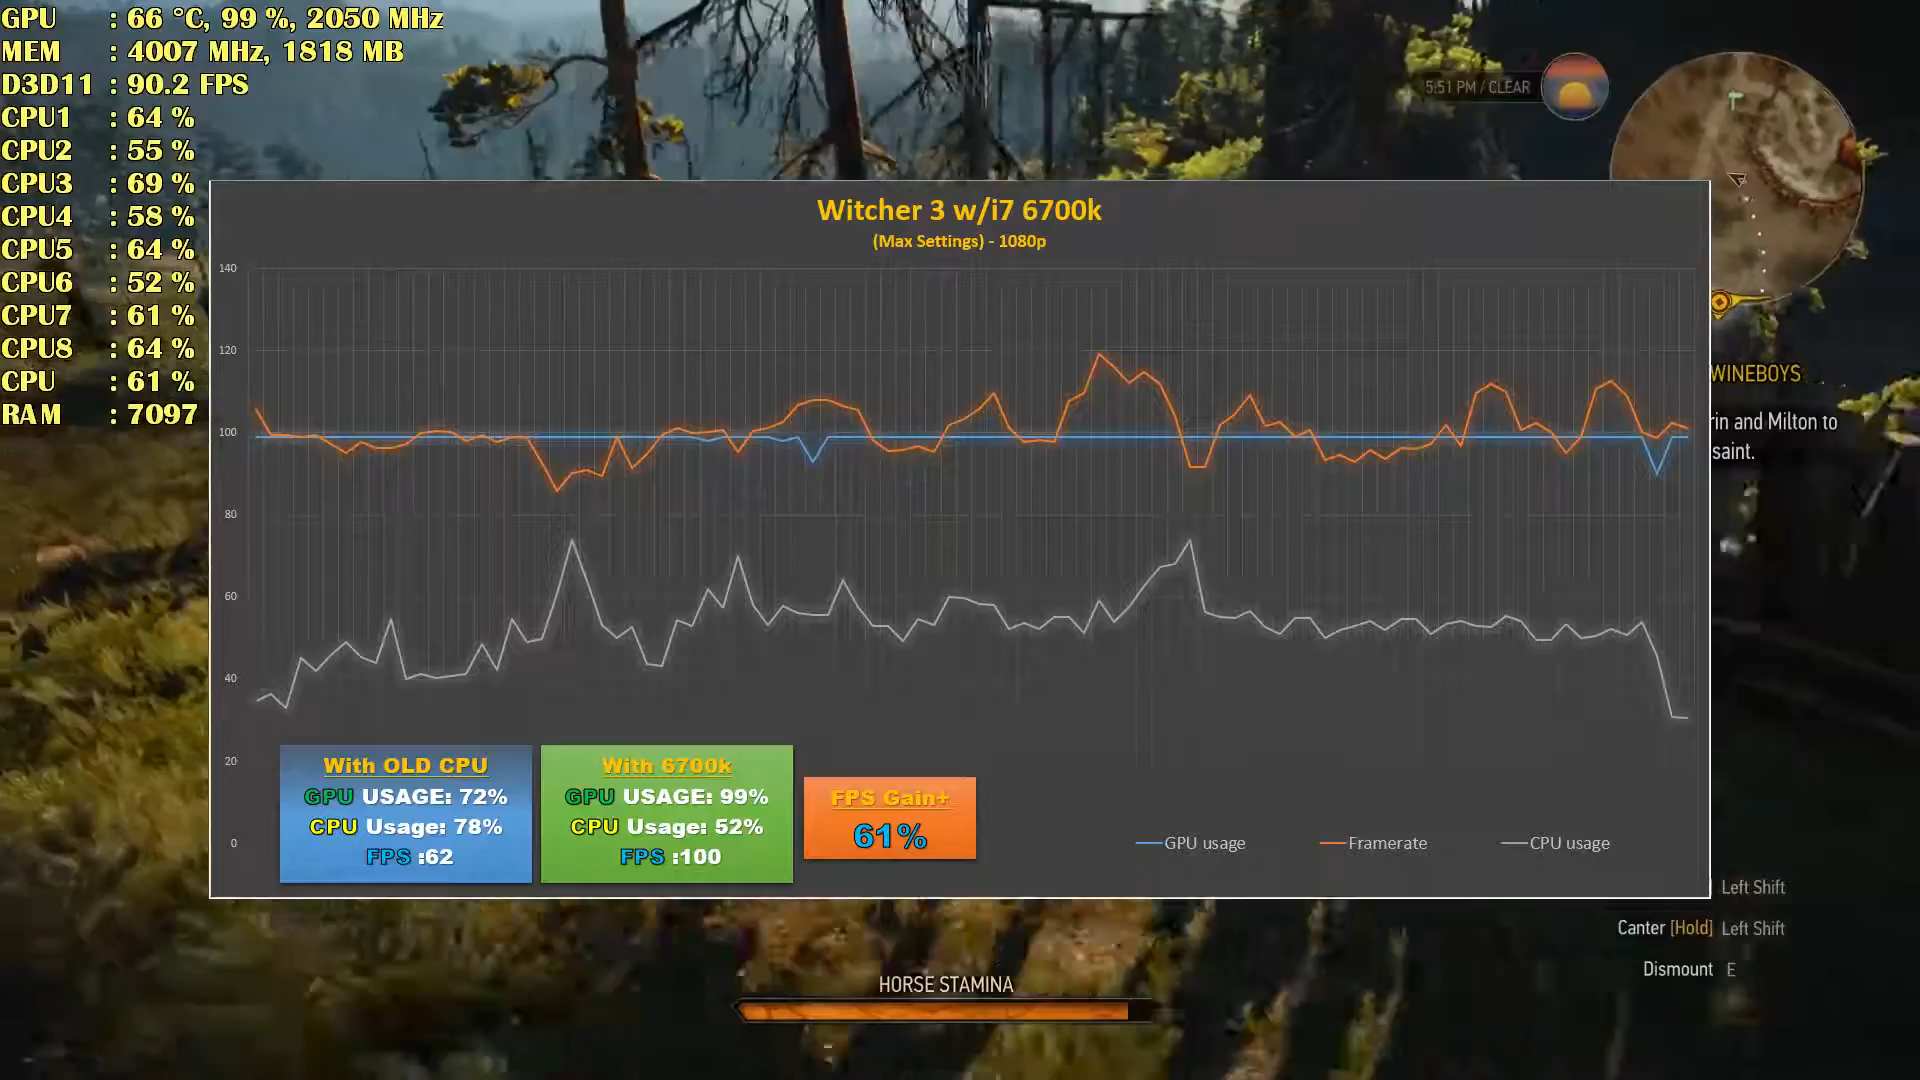 GPU : 66 °C, 99 %, 2050 MHz
MEM : 4007 MHz, 1818 MB
D3D11 : 90.2 FPS
CPU1 : 64 %
CPU2 : 55 %
CPU3 : 69 %
CPU4 : 58 %
CPU5 : 64 %
CPU6 : 52 %
CPU7 : 61 %
CPU8 : 64 %
CPU : 61 %
RAM : 7097
5:51 PM / CLEAR
Witcher 3 w/i7 6700k
(Max Settings) - 1080p
140
120
100
80
60
40
20
0
With OLD CPU
GPU USAGE: 72%
CPU Usage: 78%
FPS :62
With 6700k
GPU USAGE: 99%
CPU Usage: 52%
FPS :100
FPS Gain+
61%
GPU usage
Framerate
CPU usage
WINEBOYS
and Milton to
Left Shift
Canter [Hold] Left Shift
Dismount E
HORSE STAMINA